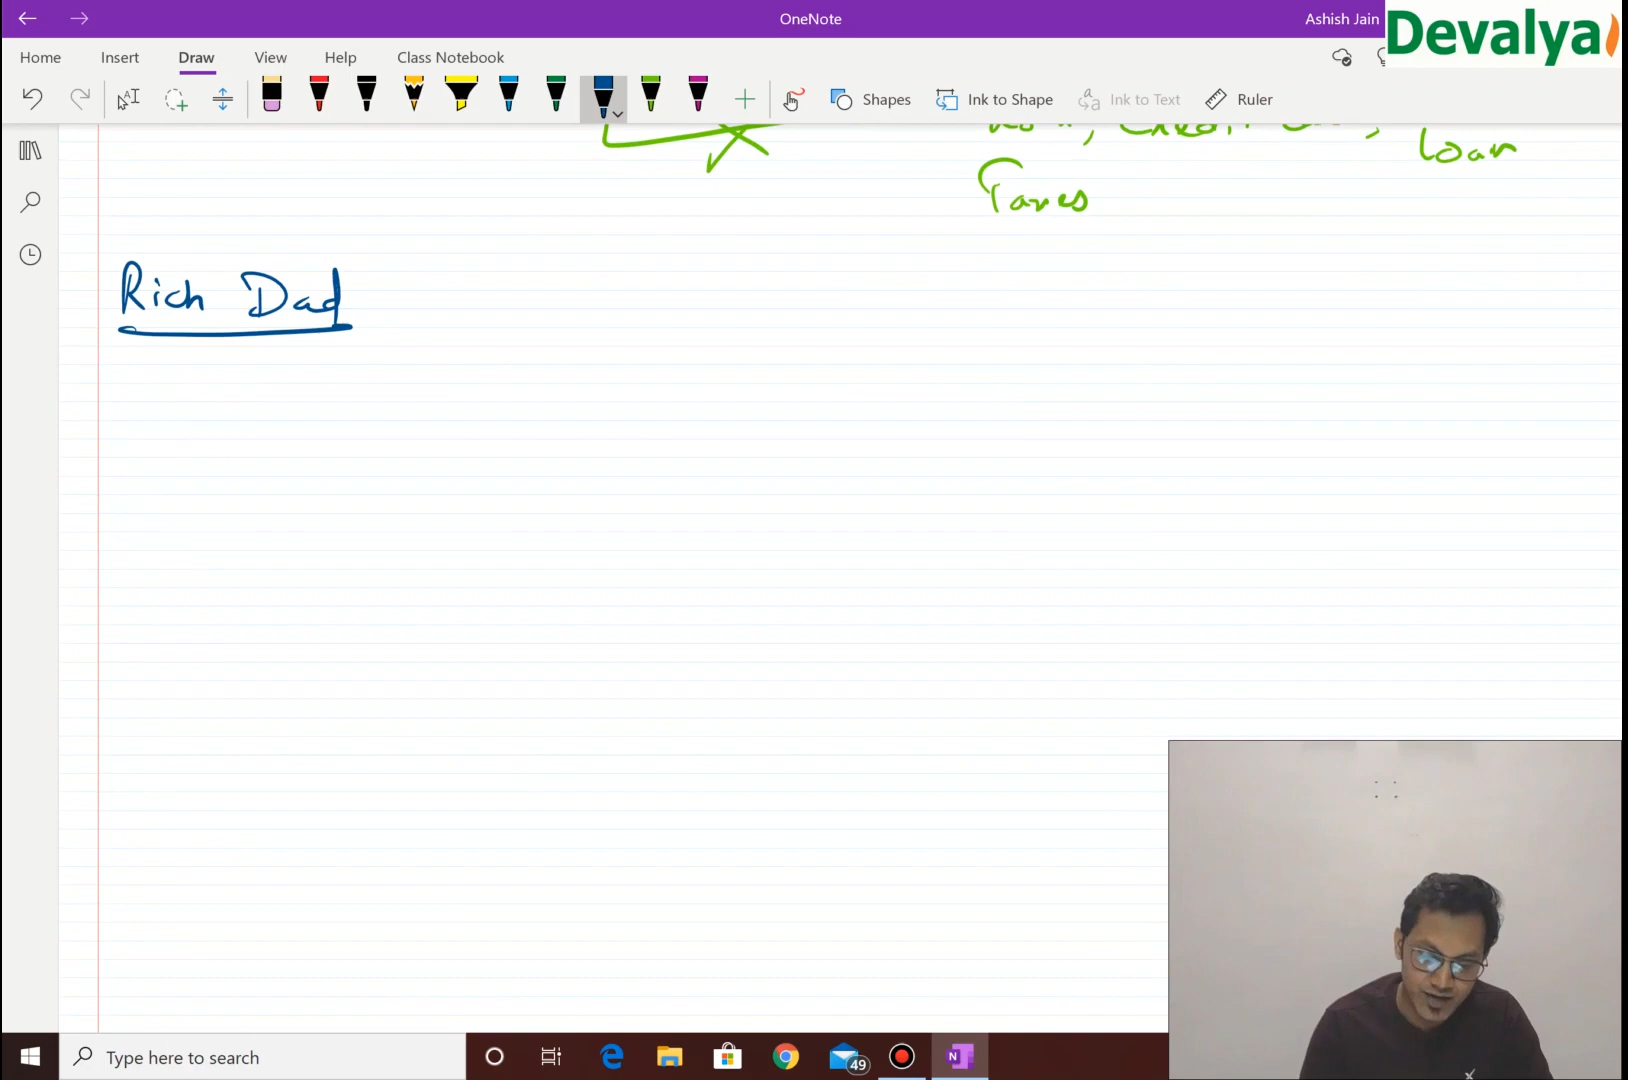 OneNote
Ashish Jain
Devalya
Home Insert Draw View Help Class Notebook
Shapes Ink to Shape Ink to Text Ruler
Loan
Taxes
Rich Dad
Type here to search
49
N